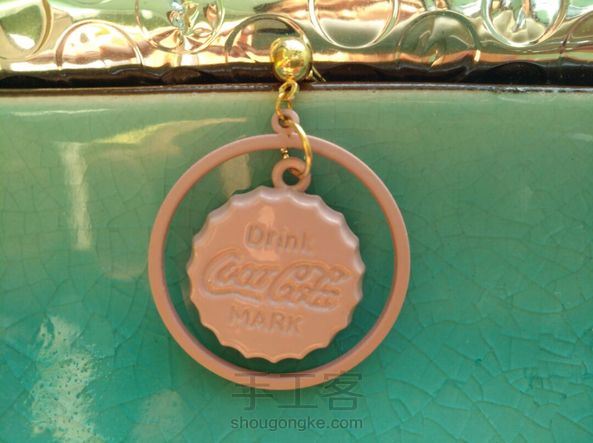 Drink
Coca-Cola
MARK
手工客
shougongke.com